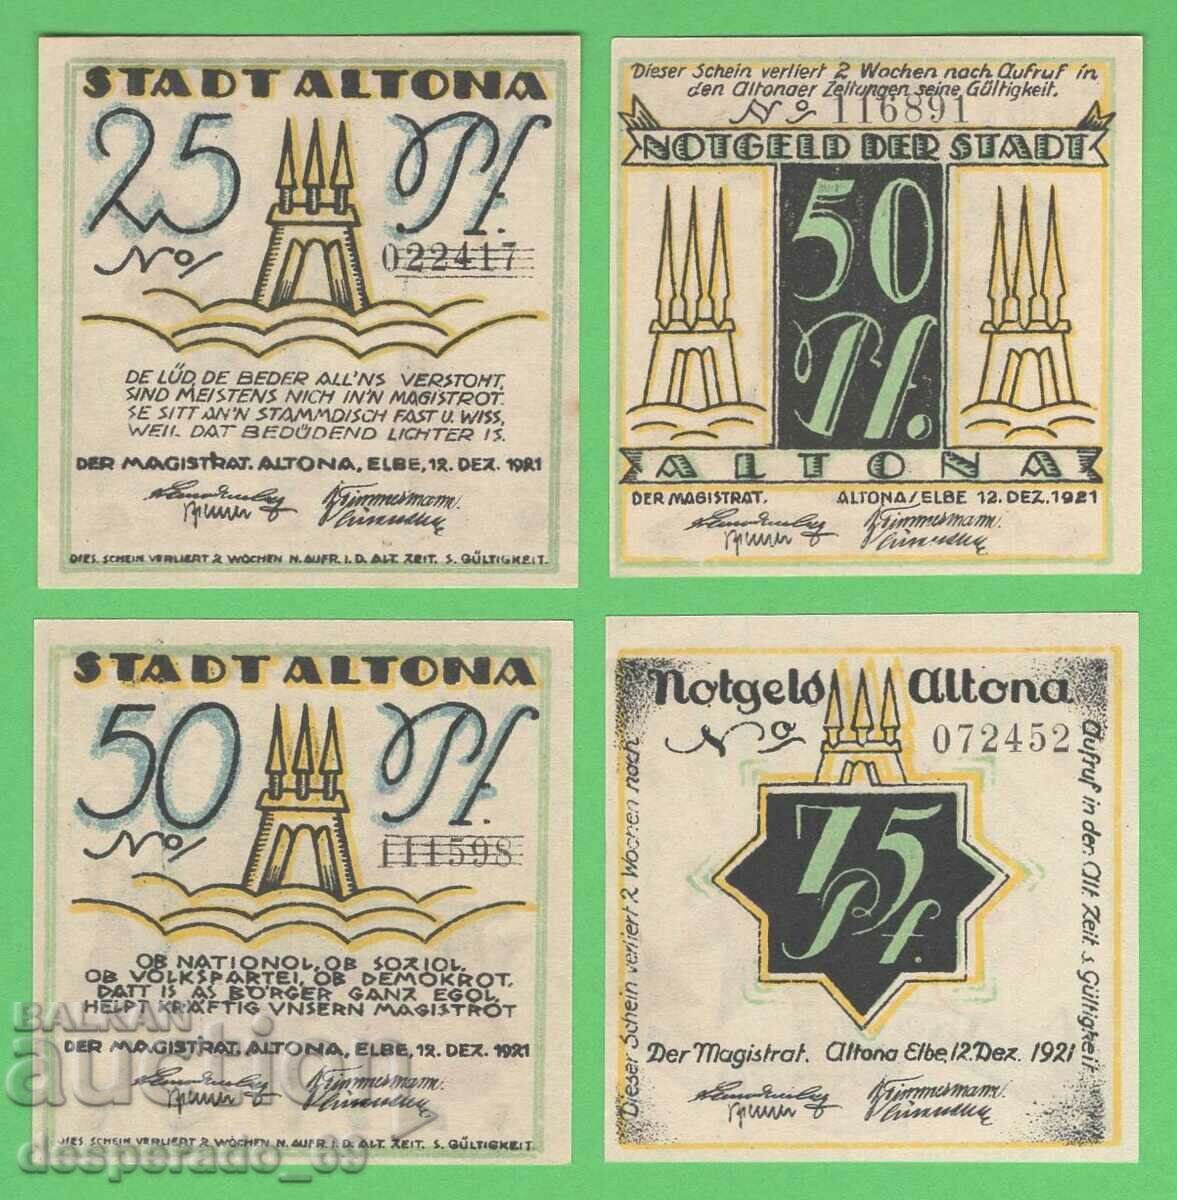 STADT ALTONA
25 Pf.
No 022417
DE LÜD, DE BEDER ALL'NS VERSTOHT,
SIND MEISTENS NICH IN'N MAGISTROT.
SE SITT AN'N STAMMDISCH FAST U. WISS,
WEIL DAT BEDÜDEND LICHTER IS.
DER MAGISTRAT. ALTONA, ELBE, 12. DEZ. 1921
Zimmermann
DIES. SCHEIN VERLIERT 2 WOCHEN N. AUFR. I. D. ALT. ZEIT. S. GÜLTIGKEIT.
Dieser Schein verliert 2 Wochen nach Aufruf in
den Altonaer Zeitungen seine Gültigkeit.
No 116891
NOTGELD DER STADT
50
Pf.
ALTONA
DER MAGISTRAT. ALTONA/ELBE 12. DEZ. 1921
Zimmermann
STADT ALTONA
50 Pf.
No 111598
OB NATIONOL, OB SOZIOL,
OB VOLKSPARTEI, OB DEMOKROT,
DATT IS AS BÖRGER GANZ EGOL,
HELPT KRÄFTIG UNSERN MAGISTROT
DER MAGISTRAT. ALTONA, ELBE, 12. DEZ. 1921
Zimmermann
DIES. SCHEIN VERLIERT 2 WOCHEN N. AUFR. I. D. ALT. ZEIT. S. GÜLTIGKEIT.
Notgeld Altona
No 072452
75
Pf.
Dieser Schein verliert 2 Wochen nach
Aufruf in den Alt. Zeit. s. Gültigkeit
Der Magistrat. Altona Elbe, 12. Dez. 1921
Zimmermann
BALKAN
auction
desperado_69